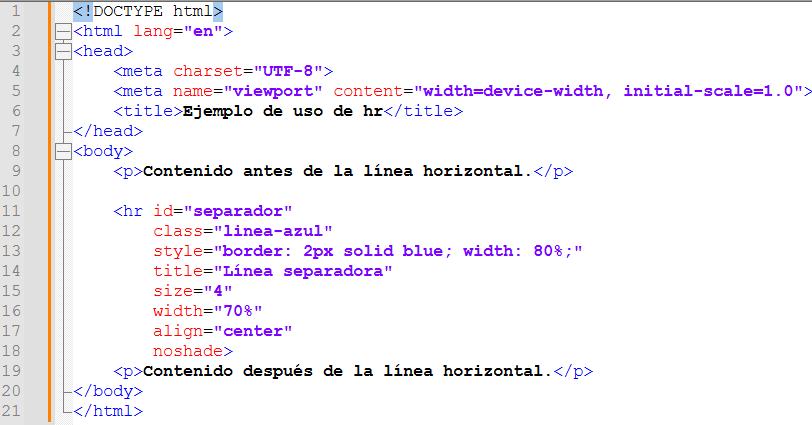 1 <!DOCTYPE html>
2 <html lang="en">
3 <head>
4 <meta charset="UTF-8">
5 <meta name="viewport" content="width=device-width, initial-scale=1.0">
6 <title>Ejemplo de uso de hr</title>
7 </head>
8 <body>
9 <p>Contenido antes de la línea horizontal.</p>
10
11 <hr id="separador"
12 class="linea-azul"
13 style="border: 2px solid blue; width: 80%;"
14 title="Línea separadora"
15 size="4"
16 width="70%"
17 align="center"
18 noshade>
19 <p>Contenido después de la línea horizontal.</p>
20 </body>
21 </html>